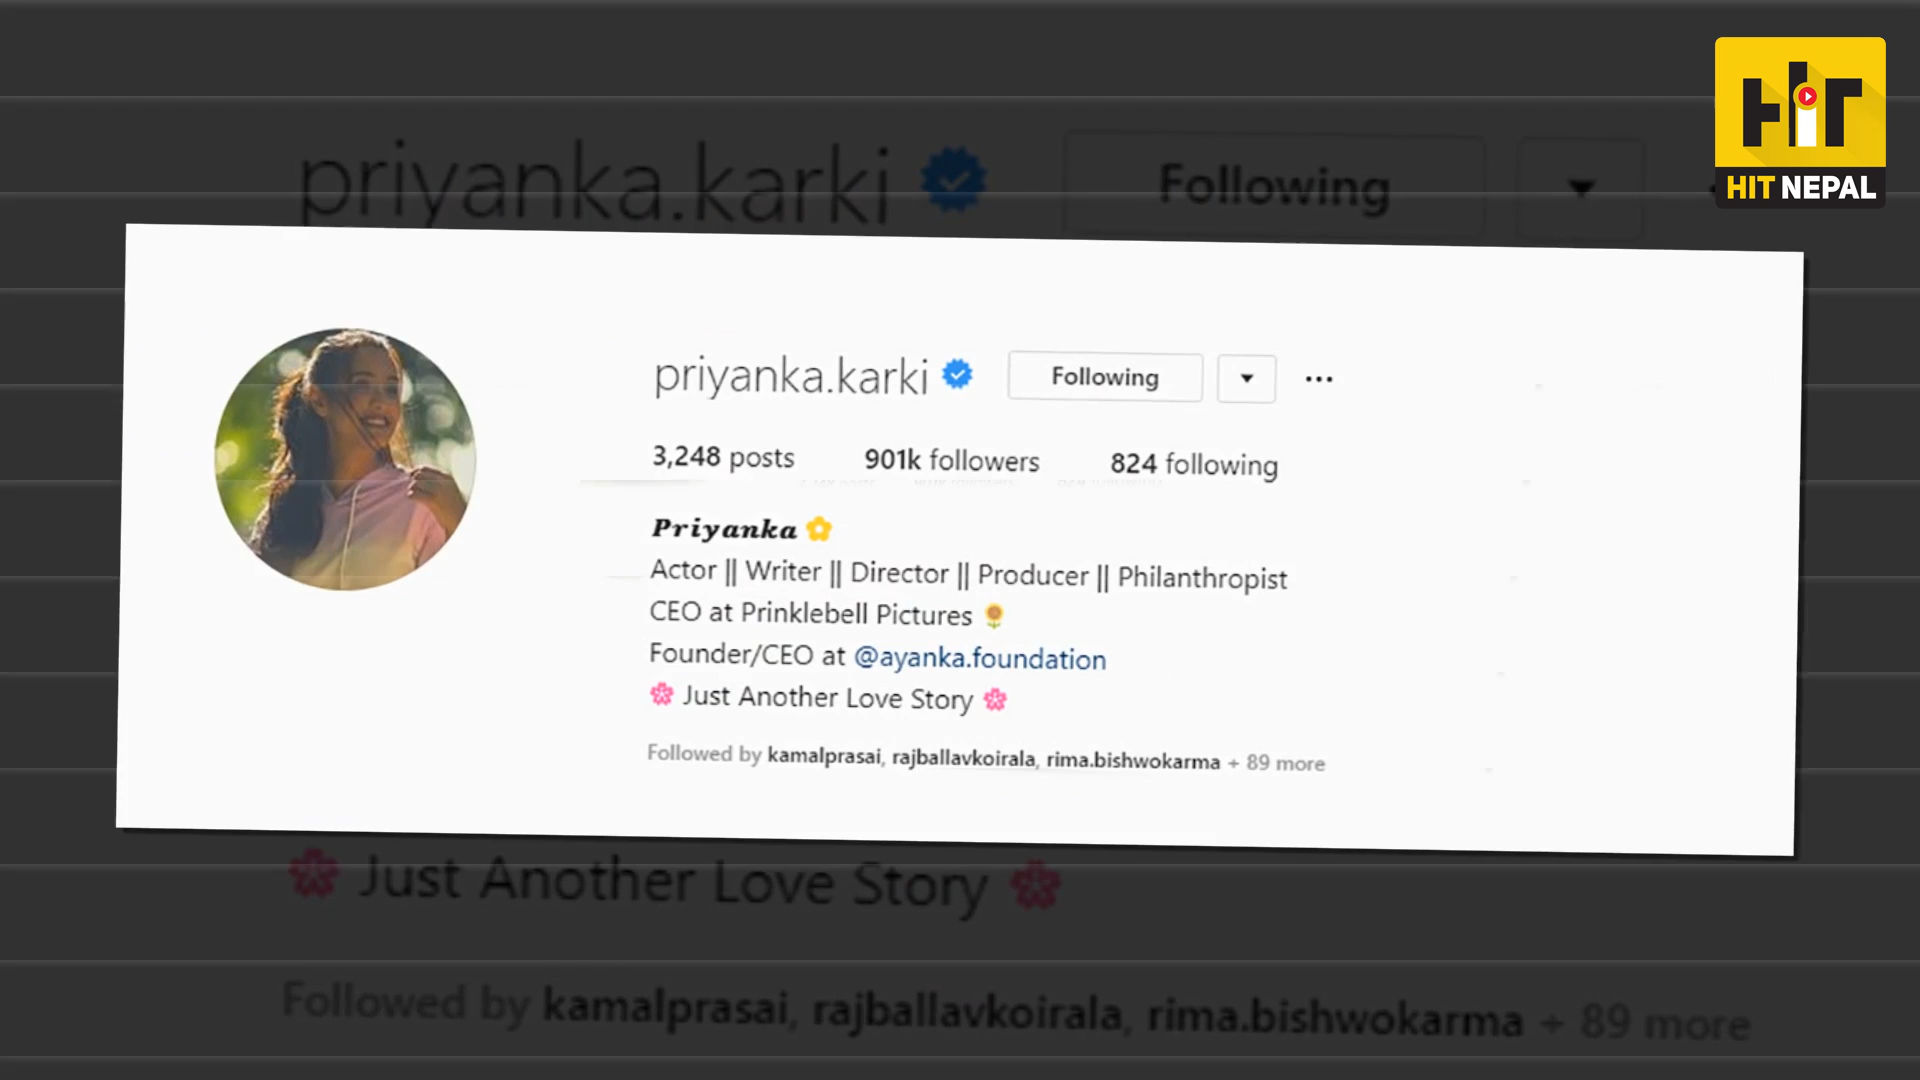 priyanka.karki Following
HiT
HIT NEPAL
priyanka.karki Following
3,248 posts 901k followers 824 following
Priyanka
Actor || Writer || Director || Producer || Philanthropist
CEO at Prinklebell Pictures 🌻
Founder/CEO at @ayanka.foundation
🌸 Just Another Love Story 🌸
Followed by kamalprasai, rajballavkoirala, rima.bishwokarma + 89 more
🌸 Just Another Love Story 🌸
Followed by kamalprasai, rajballavkoirala, rima.bishwokarma + 89 more